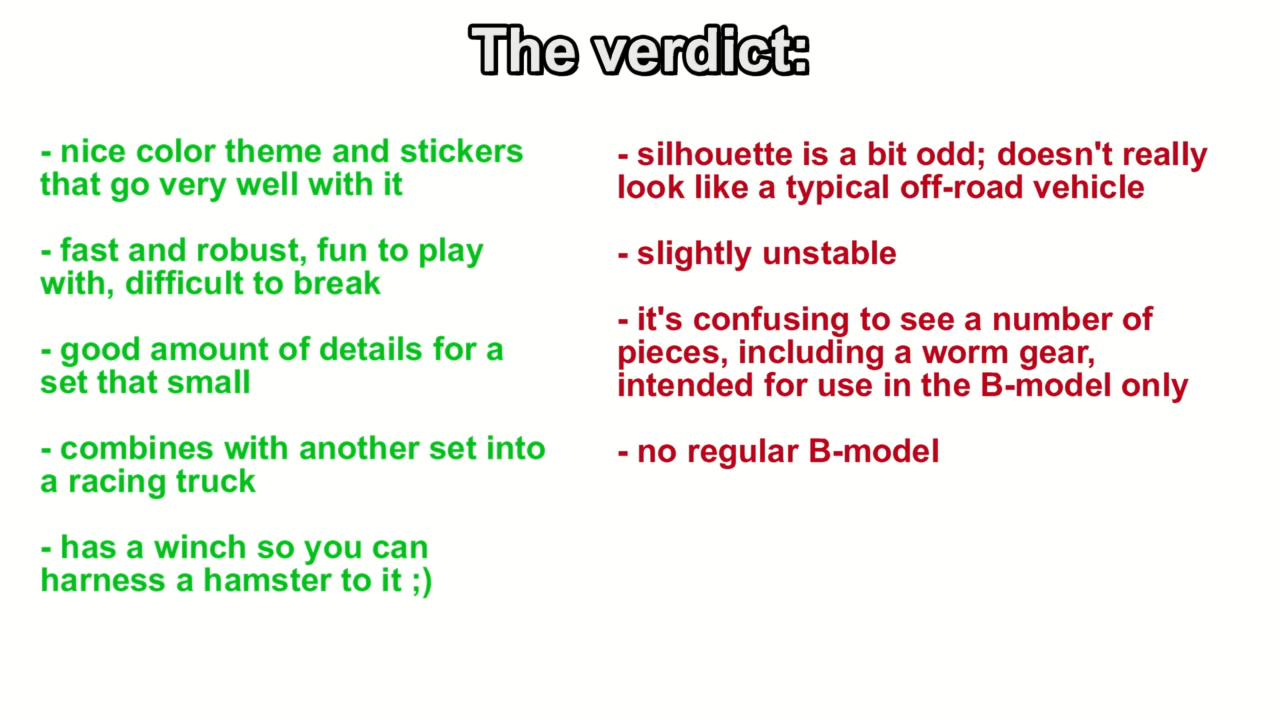 The verdict:
- nice color theme and stickers
that go very well with it
- fast and robust, fun to play
with, difficult to break
- good amount of details for a
set that small
- combines with another set into
a racing truck
- has a winch so you can
harness a hamster to it ;)
- silhouette is a bit odd; doesn't really
look like a typical off-road vehicle
- slightly unstable
- it's confusing to see a number of
pieces, including a worm gear,
intended for use in the B-model only
- no regular B-model